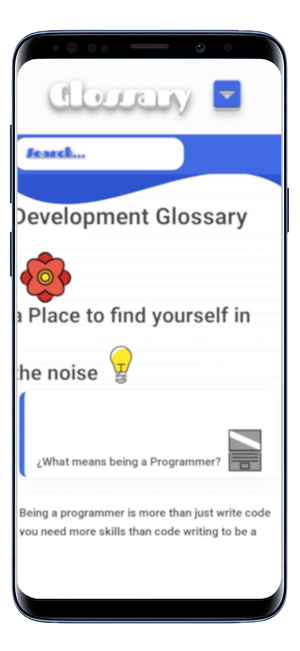 Glossary
Search...
Development Glossary
a Place to find yourself in
the noise
¿What means being a Programmer?
Being a programmer is more than just write code
you need more skills than code writing to be a